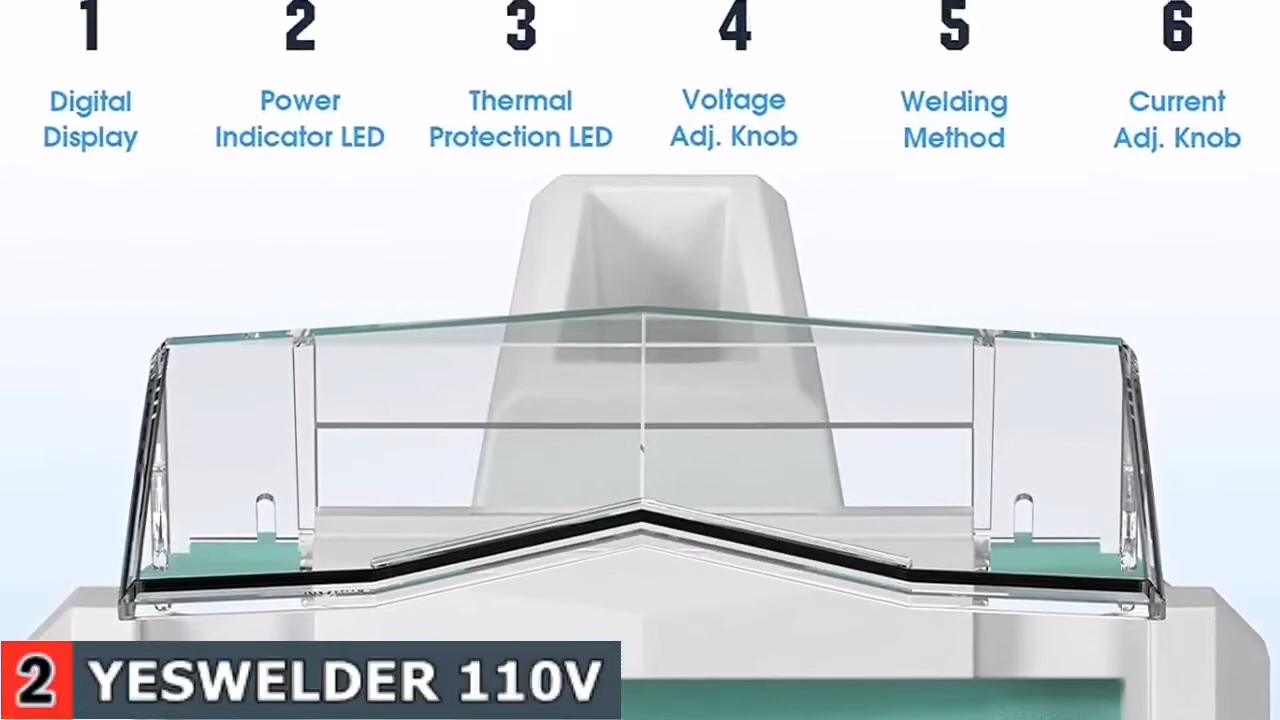 1 2 3 4 5 6
Digital Display
Power Indicator LED
Thermal Protection LED
Voltage Adj. Knob
Welding Method
Current Adj. Knob
2 YESWELDER 110V